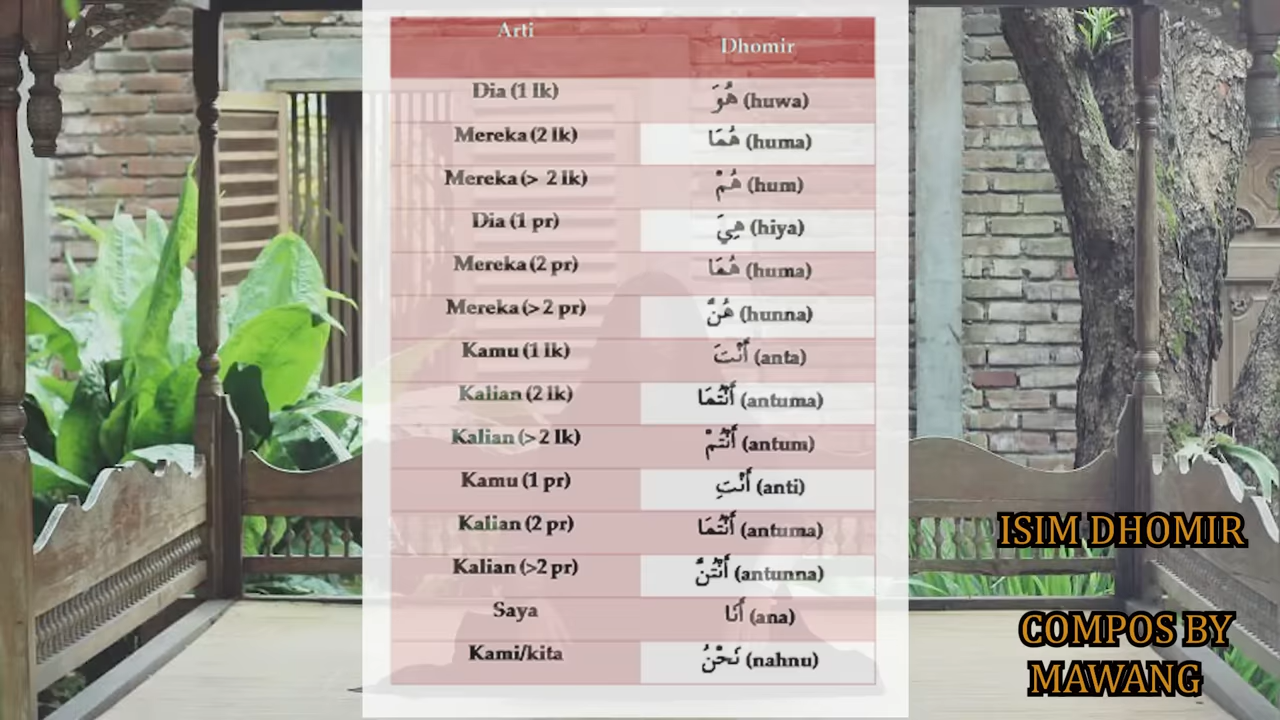 Arti Dhomir
Dia (1 lk) هُوَ (huwa)
Mereka (2 lk) هُمَا (huma)
Mereka (> 2 lk) هُمْ (hum)
Dia (1 pr) هِيَ (hiya)
Mereka (2 pr) هُمَا (huma)
Mereka (>2 pr) هُنَّ (hunna)
Kamu (1 lk) أَنْتَ (anta)
Kalian (2 lk) أَنْتُمَا (antuma)
Kalian (>2 lk) أَنْتُمْ (antum)
Kamu (1 pr) أَنْتِ (anti)
Kalian (2 pr) أَنْتُمَا (antuma)
Kalian (>2 pr) أَنْتُنَّ (antunna)
Saya أَنَا (ana)
Kami/kita نَحْنُ (nahnu)
ISIM DHOMIR
COMPOS BY
MAWANG